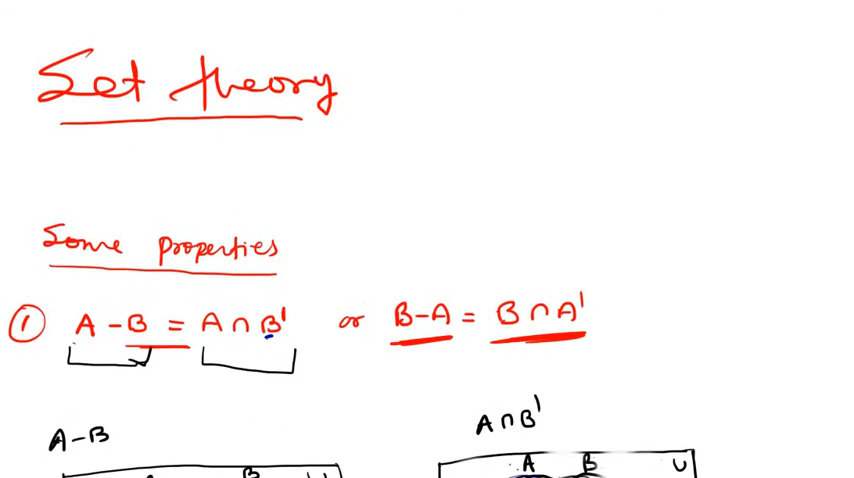 Set theory
Some properties
① A - B = A ∩ B' or B - A = B ∩ A'
A - B
A ∩ B'
B
A B U